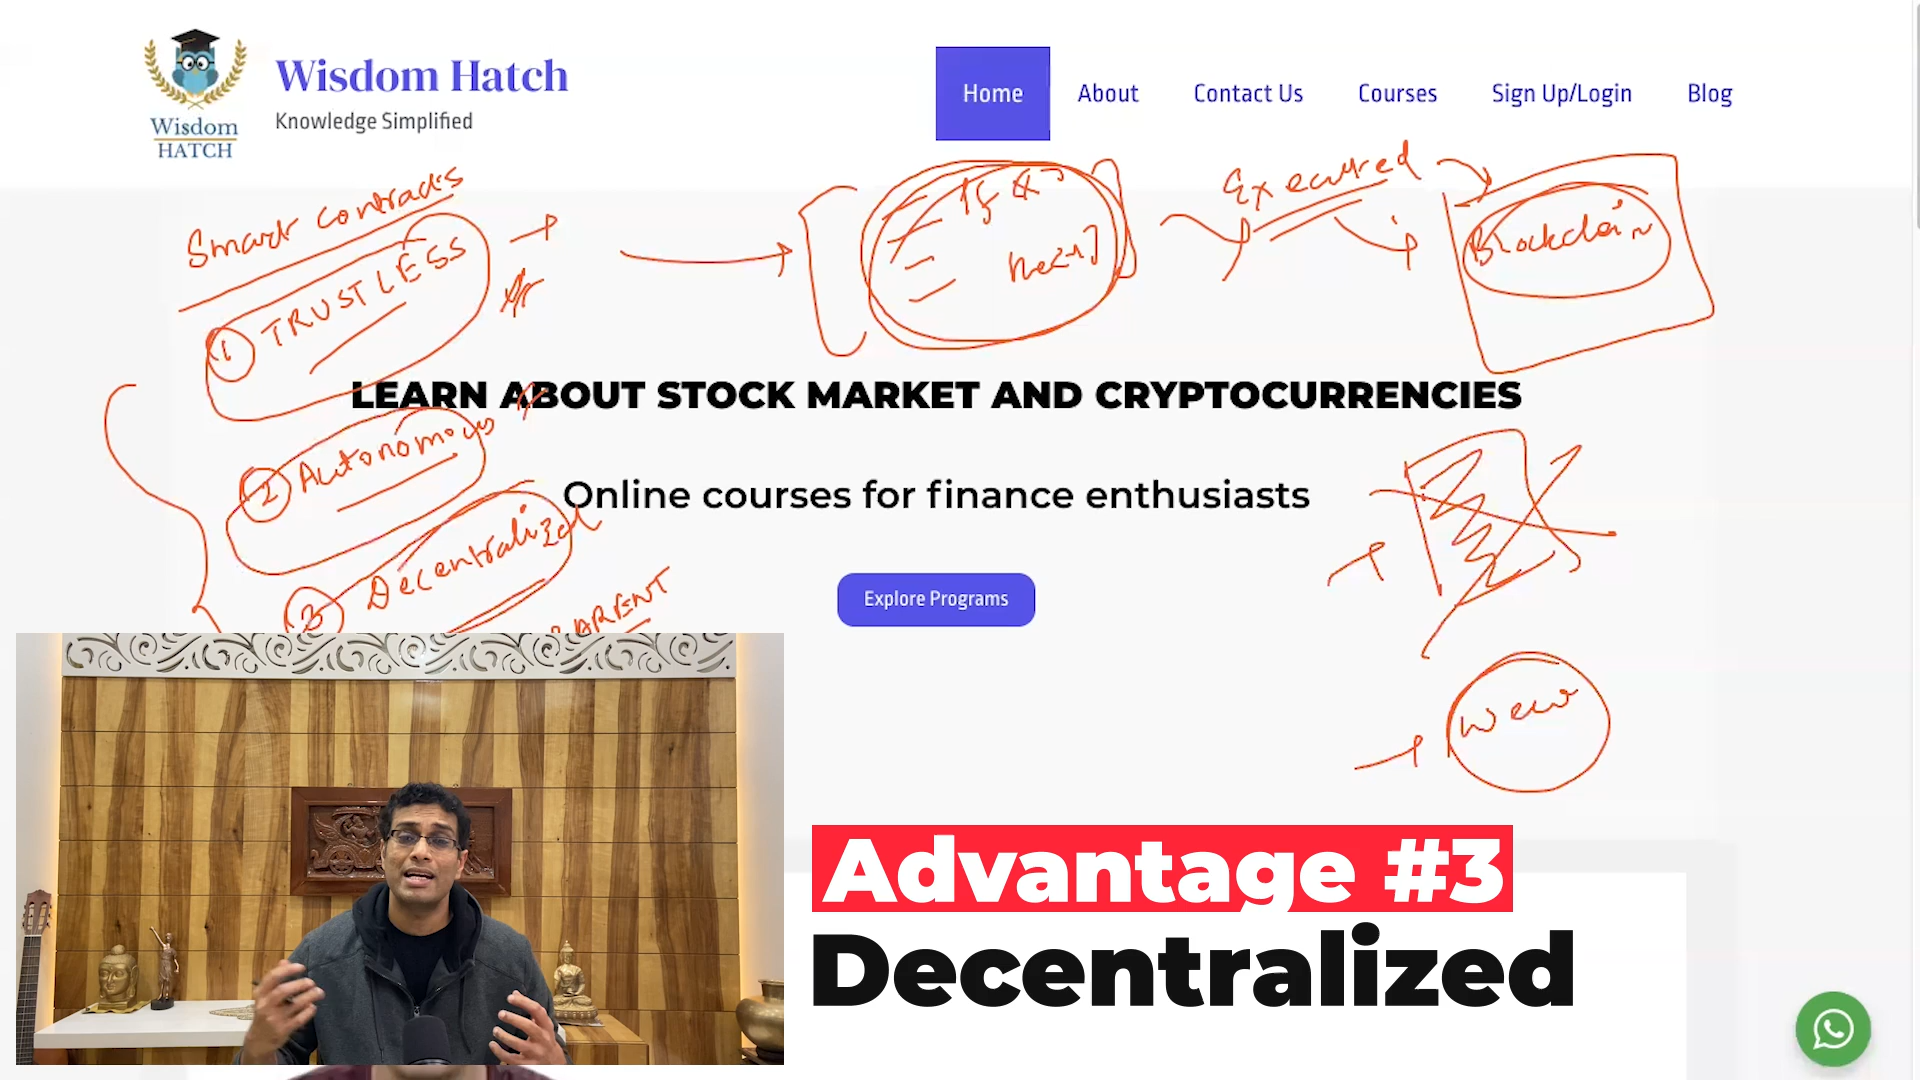 Wisdom Hatch
Knowledge Simplified
Wisdom
HATCH
Home
About
Contact Us
Courses
Sign Up/Login
Blog
Smart contracts
1 TRUSTLESS
If
Executed
Blockchain
LEARN ABOUT STOCK MARKET AND CRYPTOCURRENCIES
2 Autonomous
Online courses for finance enthusiasts
3 Decentralized
Explore Programs
Advantage #3
Decentralized